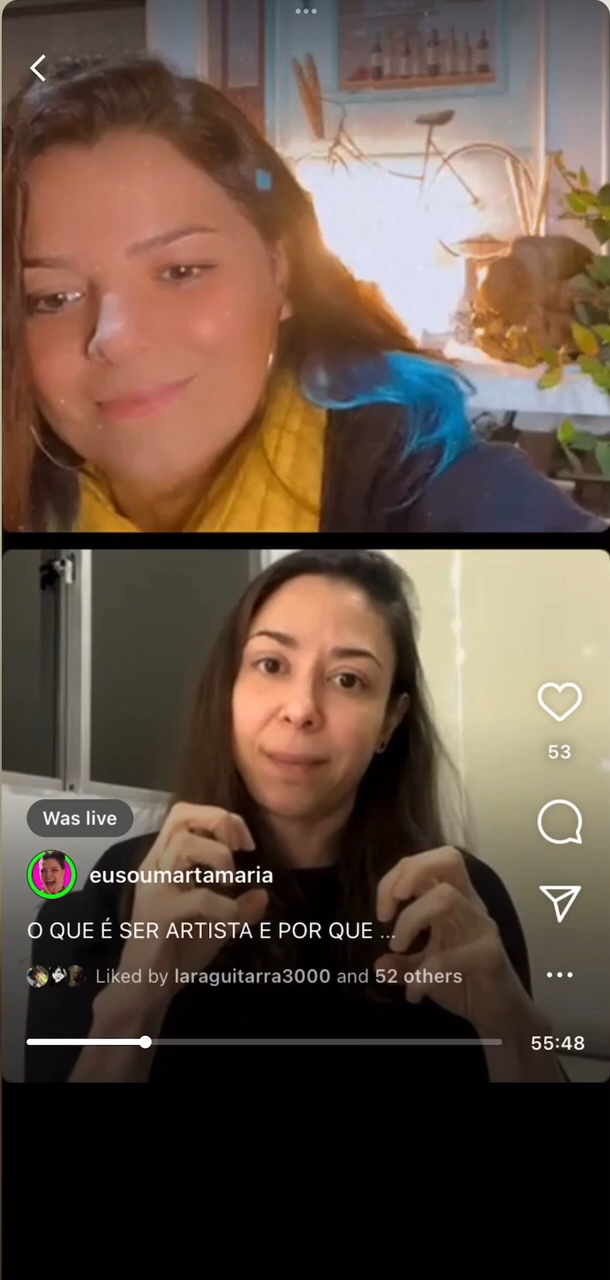 Was live
eusoumartamaria
O QUE É SER ARTISTA E POR QUE ...
Liked by laraguitarra3000 and 52 others
53
55:48